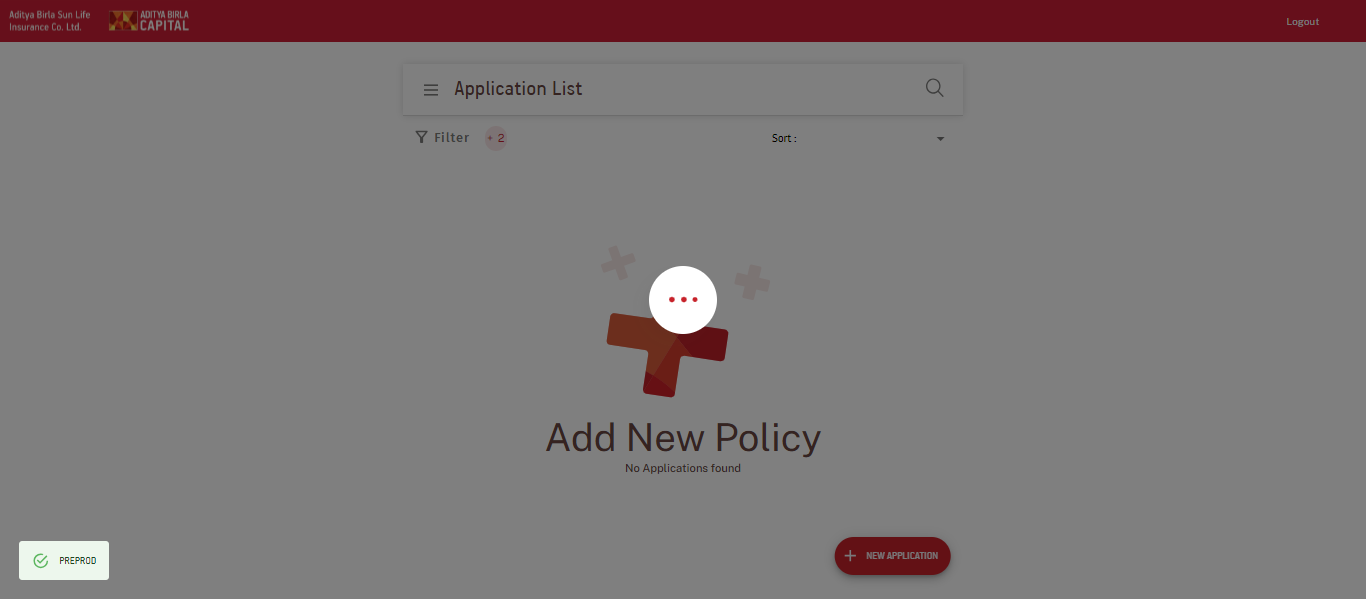 Aditya Birla Sun Life
Insurance Co. Ltd.
ADITYA BIRLA
CAPITAL
Logout
Application List
Filter
+ 2
Sort :
Add New Policy
No Applications found
PREPROD
NEW APPLICATION